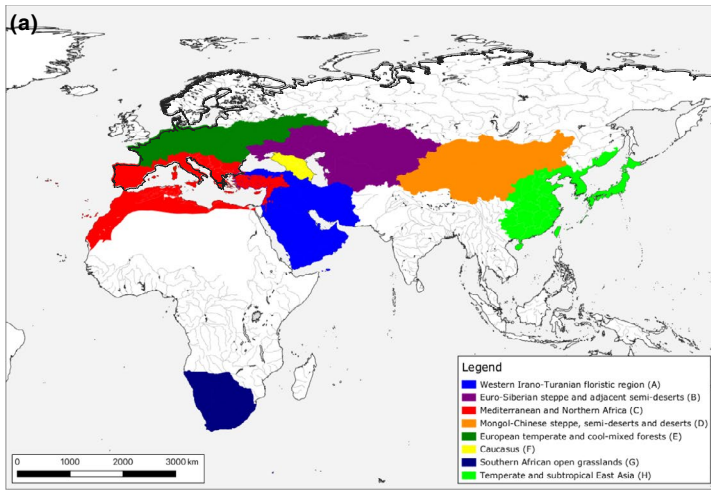 (a)
Legend
Western Irano-Turanian floristic region (A)
Euro-Siberian steppe and adjacent semi-deserts (B)
Mediterranean and Northern Africa (C)
Mongol-Chinese steppe, semi-deserts and deserts (D)
European temperate and cool-mixed forests (E)
Caucasus (F)
Southern African open grasslands (G)
Temperate and subtropical East Asia (H)
0 1000 2000 3000 km